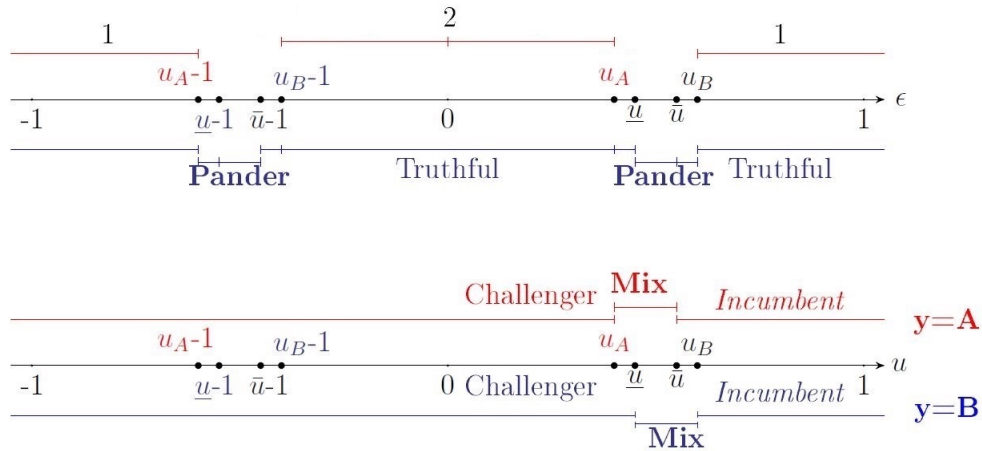 1 2 1
u_A-1 u_B-1 u_A u_B
-1 u̲-1 ū-1 0 u̲ ū 1 ϵ
Pander Truthful Pander Truthful
Challenger Mix Incumbent y=A
u_A-1 u_B-1 u_A u_B
-1 u̲-1 ū-1 0 u̲ ū 1 u
Challenger Incumbent y=B
Mix